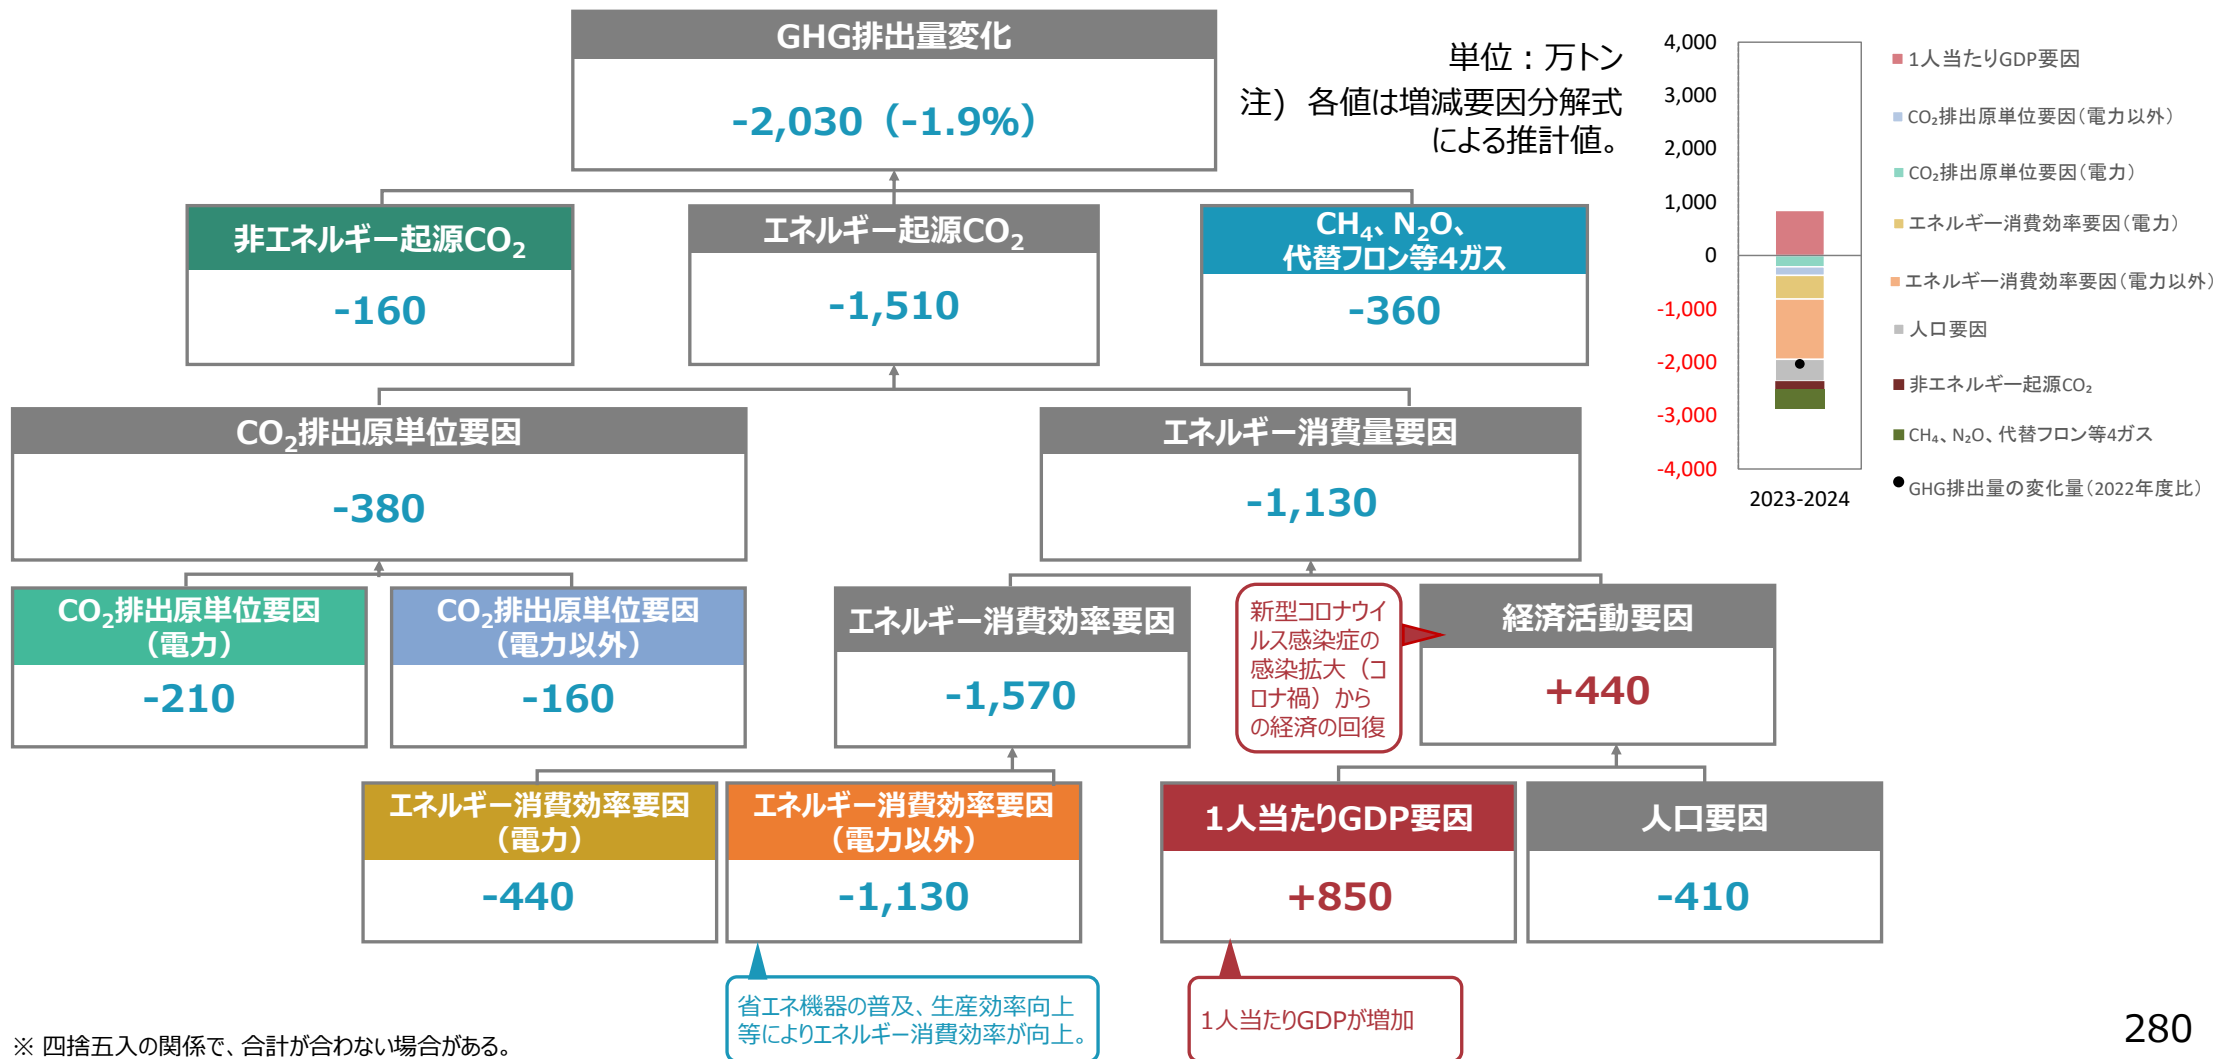 GHG排出量変化
-2,030（-1.9%）
単位：万トン
注） 各値は増減要因分解式
による推計値。
非エネルギー起源CO₂
-160
エネルギー起源CO₂
-1,510
CH₄、N₂O、
代替フロン等4ガス
-360
CO₂排出原単位要因
-380
エネルギー消費量要因
-1,130
CO₂排出原単位要因
（電力）
-210
CO₂排出原単位要因
（電力以外）
-160
エネルギー消費効率要因
-1,570
新型コロナウイ
ルス感染症の
感染拡大（コ
ロナ禍）から
の経済の回復
経済活動要因
+440
エネルギー消費効率要因
（電力）
-440
エネルギー消費効率要因
（電力以外）
-1,130
1人当たりGDP要因
+850
人口要因
-410
省エネ機器の普及、生産効率向上
等によりエネルギー消費効率が向上。
1人当たりGDPが増加
4,000
3,000
2,000
1,000
0
-1,000
-2,000
-3,000
-4,000
2023-2024
1人当たりGDP要因
CO₂排出原単位要因（電力以外）
CO₂排出原単位要因（電力）
エネルギー消費効率要因（電力）
エネルギー消費効率要因（電力以外）
人口要因
非エネルギー起源CO₂
CH₄、N₂O、代替フロン等4ガス
GHG排出量の変化量（2022年度比）
※ 四捨五入の関係で、合計が合わない場合がある。
280